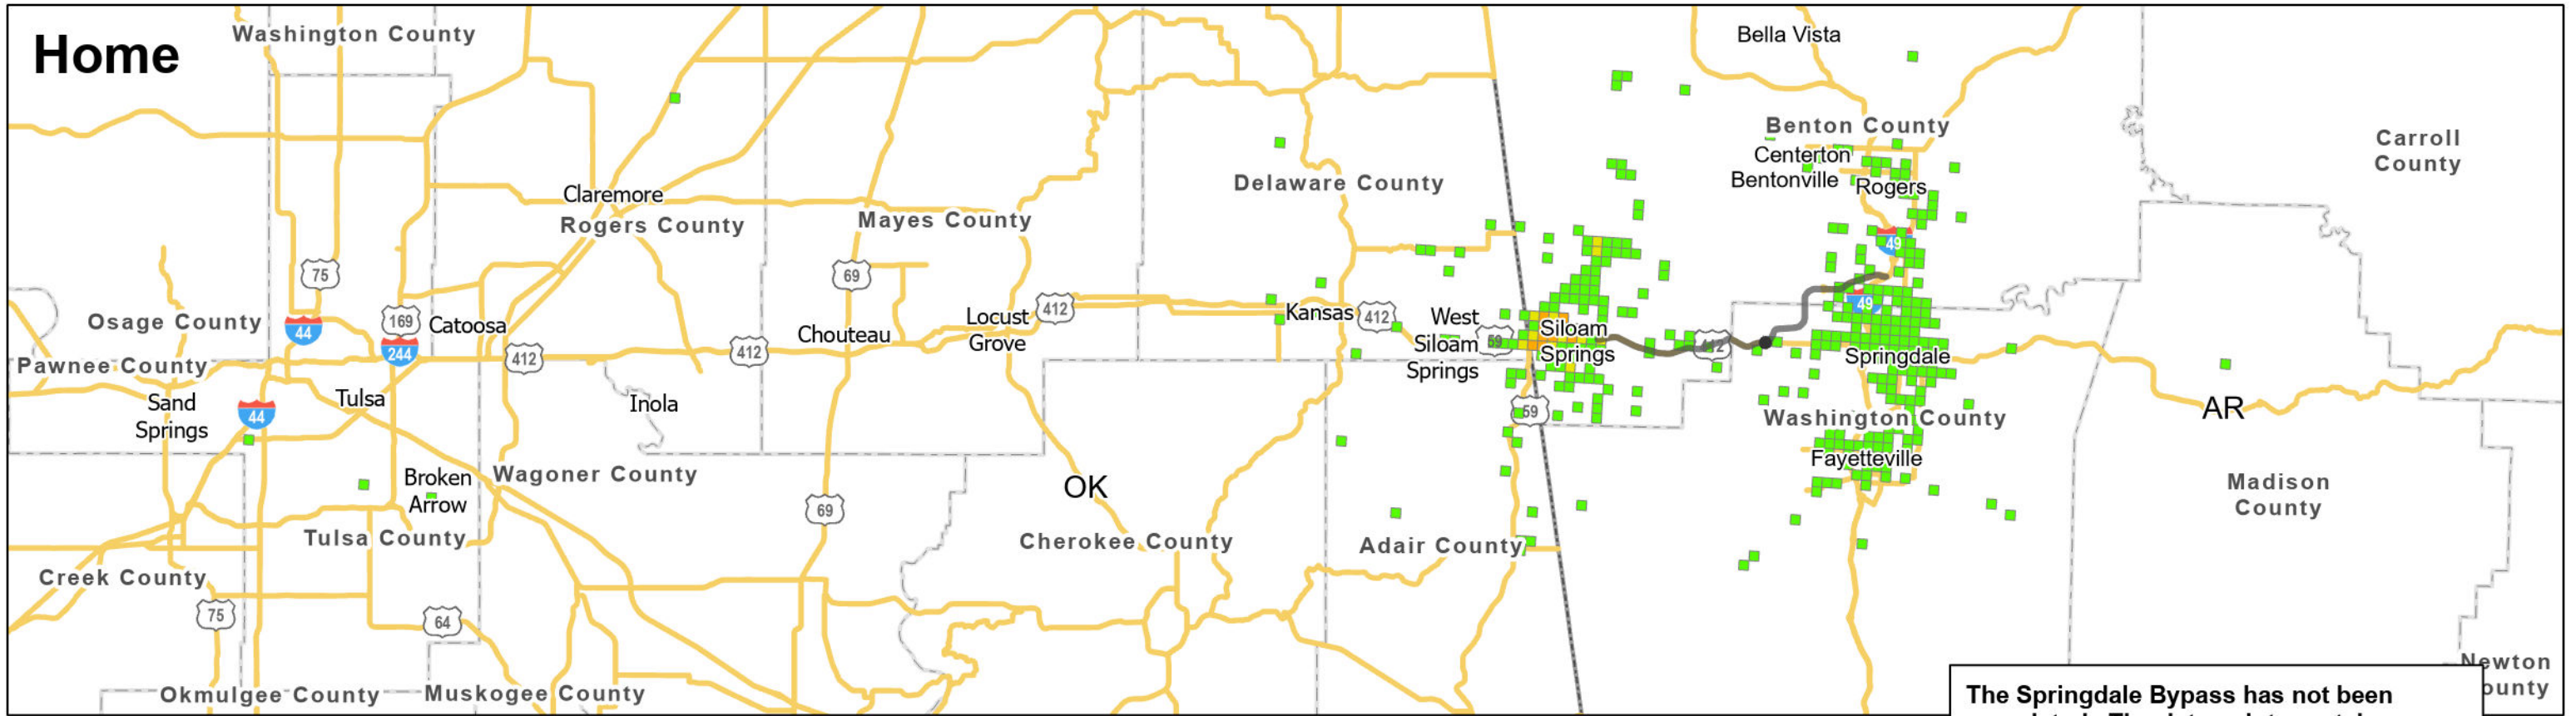 Home
Washington County
Bella Vista
Benton County
Carroll
County
Centerton
Bentonville
Rogers
Claremore
Rogers County
Mayes County
Delaware County
49
75
69
412
Kansas
412
49
Osage County
44
169
Catoosa
244
412
412
Chouteau
Locust
Grove
West
Siloam
Springs
59
Siloam
Springs
412
Springdale
Pawnee County
Sand
Springs
44
Tulsa
Inola
59
Washington County
AR
Fayetteville
Broken
Arrow
Wagoner County
OK
Madison
County
69
Tulsa County
Cherokee County
Adair County
Creek County
75
64
Okmulgee County
Muskogee County
Newton
ounty
The Springdale Bypass has not been